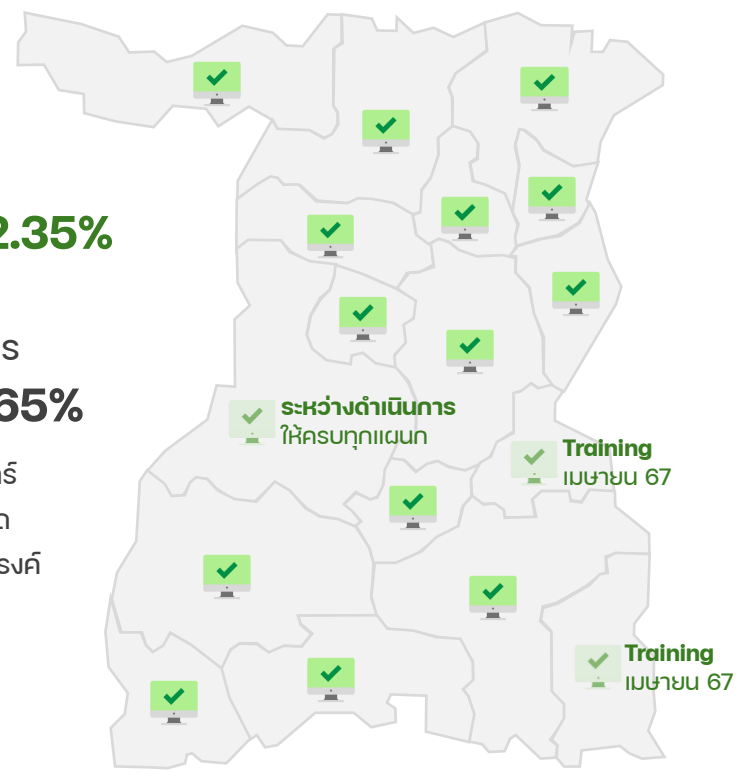 2.35%
ร
65%
ร์
ด
รงค์
ระหว่างดำเนินการ
ให้ครบทุกแผนก
Training
เมษายน 67
Training
เมษายน 67